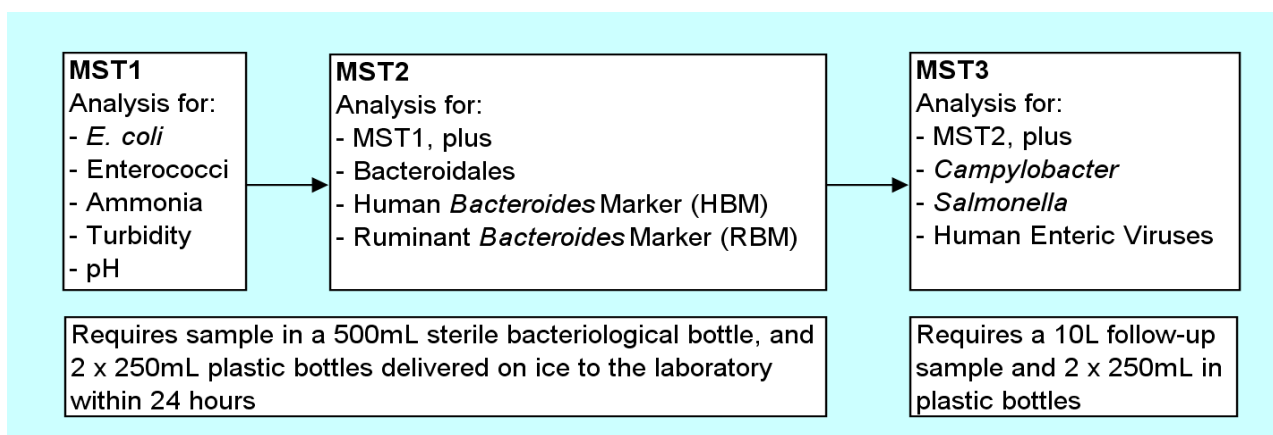 MST1
Analysis for:
- E. coli
- Enterococci
- Ammonia
- Turbidity
- pH
MST2
Analysis for:
- MST1, plus
- Bacteroidales
- Human Bacteroides Marker (HBM)
- Ruminant Bacteroides Marker (RBM)
MST3
Analysis for:
- MST2, plus
- Campylobacter
- Salmonella
- Human Enteric Viruses
Requires sample in a 500mL sterile bacteriological bottle, and
2 x 250mL plastic bottles delivered on ice to the laboratory
within 24 hours
Requires a 10L follow-up
sample and 2 x 250mL in
plastic bottles